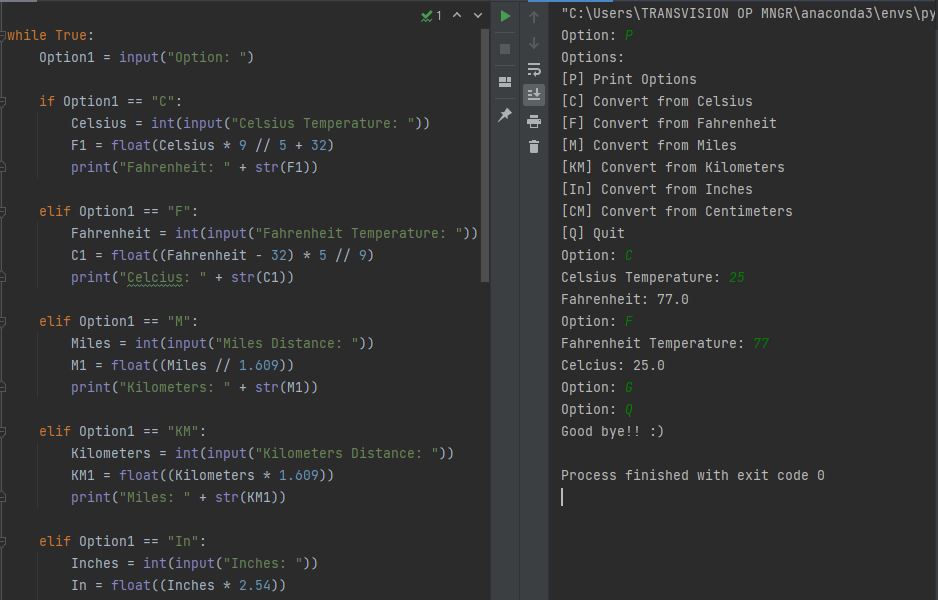 while True:
    Option1 = input("Option: ")
    if Option1 == "C":
        Celsius = int(input("Celsius Temperature: "))
        F1 = float(Celsius * 9 // 5 + 32)
        print("Fahrenheit: " + str(F1))
    elif Option1 == "F":
        Fahrenheit = int(input("Fahrenheit Temperature: "))
        C1 = float((Fahrenheit - 32) * 5 // 9)
        print("Celcius: " + str(C1))
    elif Option1 == "M":
        Miles = int(input("Miles Distance: "))
        M1 = float((Miles // 1.609))
        print("Kilometers: " + str(M1))
    elif Option1 == "KM":
        Kilometers = int(input("Kilometers Distance: "))
        KM1 = float((Kilometers * 1.609))
        print("Miles: " + str(KM1))
    elif Option1 == "In":
        Inches = int(input("Inches: "))
        In = float((Inches * 2.54))
1
"C:\Users\TRANSVISION OP MNGR\anaconda3\envs\py
Option: P
Options:
[P] Print Options
[C] Convert from Celsius
[F] Convert from Fahrenheit
[M] Convert from Miles
[KM] Convert from Kilometers
[In] Convert from Inches
[CM] Convert from Centimeters
[Q] Quit
Option: C
Celsius Temperature: 25
Fahrenheit: 77.0
Option: F
Fahrenheit Temperature: 77
Celcius: 25.0
Option: G
Option: Q
Good bye!! :)
Process finished with exit code 0